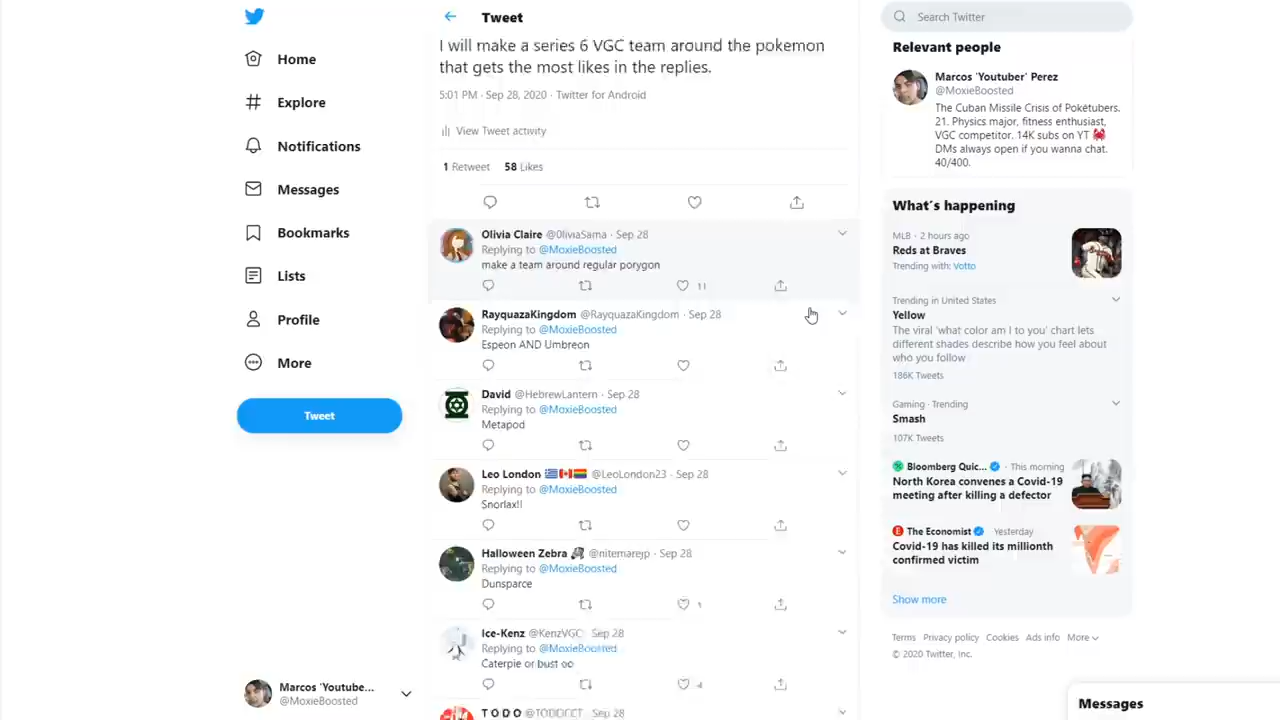 Home
Explore
Notifications
Messages
Bookmarks
Lists
Profile
More
Tweet
Marcos 'Youtube...
@MoxieBoosted
Tweet
I will make a series 6 VGC team around the pokemon
that gets the most likes in the replies.
5:01 PM · Sep 28, 2020 · Twitter for Android
View Tweet activity
1 Retweet 58 Likes
Olivia Claire @OliviaSama · Sep 28
Replying to @MoxieBoosted
make a team around regular porygon
11
RayquazaKingdom @RayquazaKingdom · Sep 28
Replying to @MoxieBoosted
Espeon AND Umbreon
David @HebrewLantern · Sep 28
Replying to @MoxieBoosted
Metapod
Leo London @LeoLondon23 · Sep 28
Replying to @MoxieBoosted
Snorlax!!
Halloween Zebra @nitemarejp · Sep 28
Replying to @MoxieBoosted
Dunsparce
1
Ice-Kenz @KenzVGC · Sep 28
Replying to @MoxieBoosted
Caterpie or bust
4
T O D O Sep 28
Search Twitter
Relevant people
Marcos 'Youtuber' Perez
@MoxieBoosted
The Cuban Missile Crisis of Pokétubers.
21. Physics major, fitness enthusiast,
VGC competitor. 14K subs on YT 🦀
DMs always open if you wanna chat.
40/400.
What's happening
MLB · 2 hours ago
Reds at Braves
Trending with: Votto
Trending in United States
Yellow
The viral 'what color am I to you' chart lets
different shades describe how you feel about
who you follow
186K Tweets
Gaming · Trending
Smash
107K Tweets
Bloomberg Quic... · This morning
North Korea convenes a Covid-19
meeting after killing a defector
The Economist Yesterday
Covid-19 has killed its millionth
confirmed victim
Show more
Terms Privacy policy Cookies Ads info More
© 2020 Twitter, Inc.
Messages